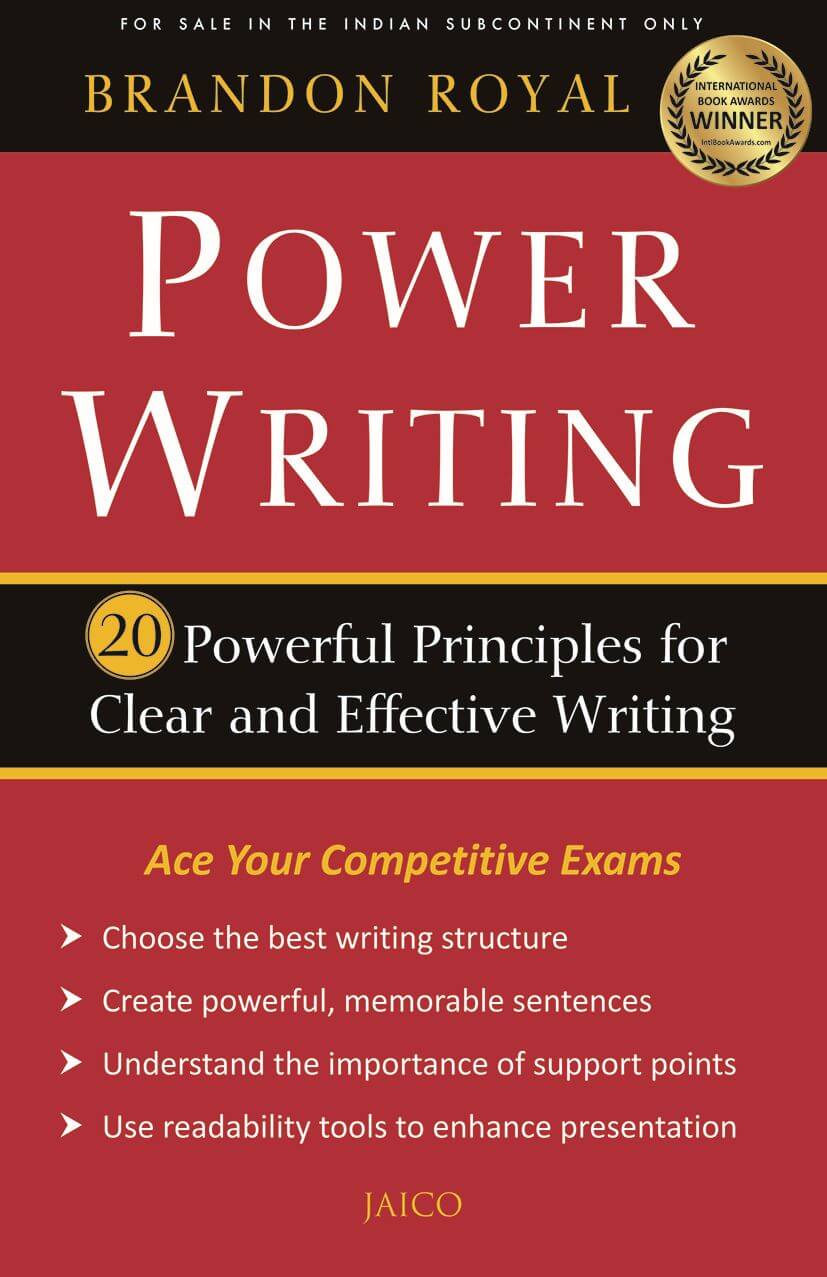 FOR SALE IN THE INDIAN SUBCONTINENT ONLY
BRANDON ROYAL
INTERNATIONAL
BOOK AWARDS
WINNER
IntlBookAwards.com
POWER
WRITING
20 Powerful Principles for
Clear and Effective Writing
Ace Your Competitive Exams
➤ Choose the best writing structure
➤ Create powerful, memorable sentences
➤ Understand the importance of support points
➤ Use readability tools to enhance presentation
JAICO